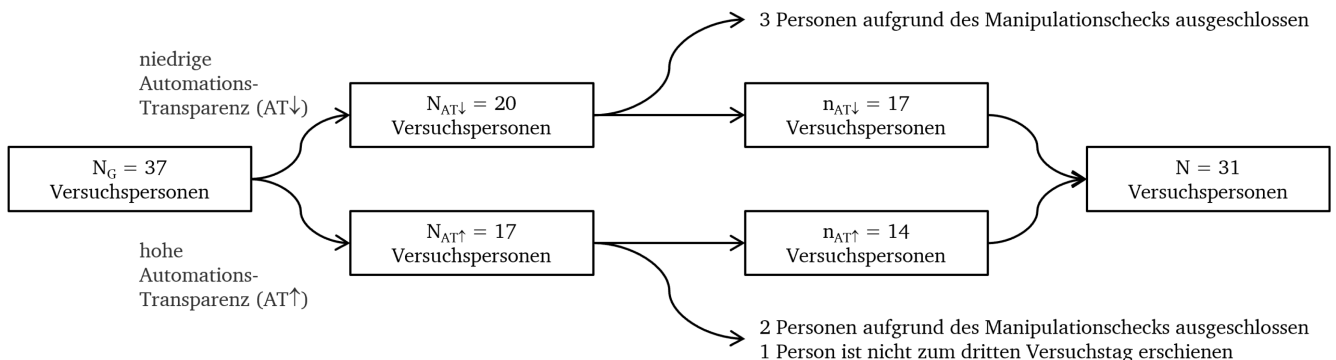 3 Personen aufgrund des Manipulationschecks ausgeschlossen
niedrige
Automations-
Transparenz (AT↓)
N_AT↓ = 20
Versuchspersonen
n_AT↓ = 17
Versuchspersonen
N_G = 37
Versuchspersonen
N = 31
Versuchspersonen
N_AT↑ = 17
Versuchspersonen
n_AT↑ = 14
Versuchspersonen
hohe
Automations-
Transparenz (AT↑)
2 Personen aufgrund des Manipulationschecks ausgeschlossen
1 Person ist nicht zum dritten Versuchstag erschienen